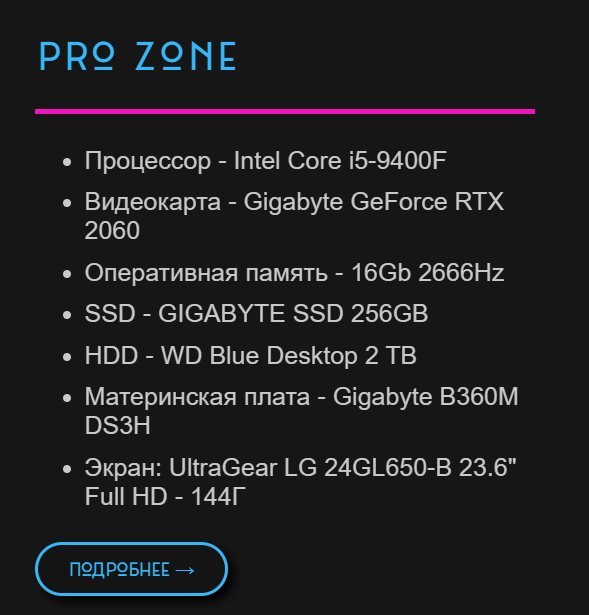 PRO ZONE
Процессор - Intel Core i5-9400F
Видеокарта - Gigabyte GeForce RTX
2060
Оперативная память - 16Gb 2666Hz
SSD - GIGABYTE SSD 256GB
HDD - WD Blue Desktop 2 TB
Материнская плата - Gigabyte B360M
DS3H
Экран: UltraGear LG 24GL650-B 23.6"
Full HD - 144Г
ПОДРОБНЕЕ →